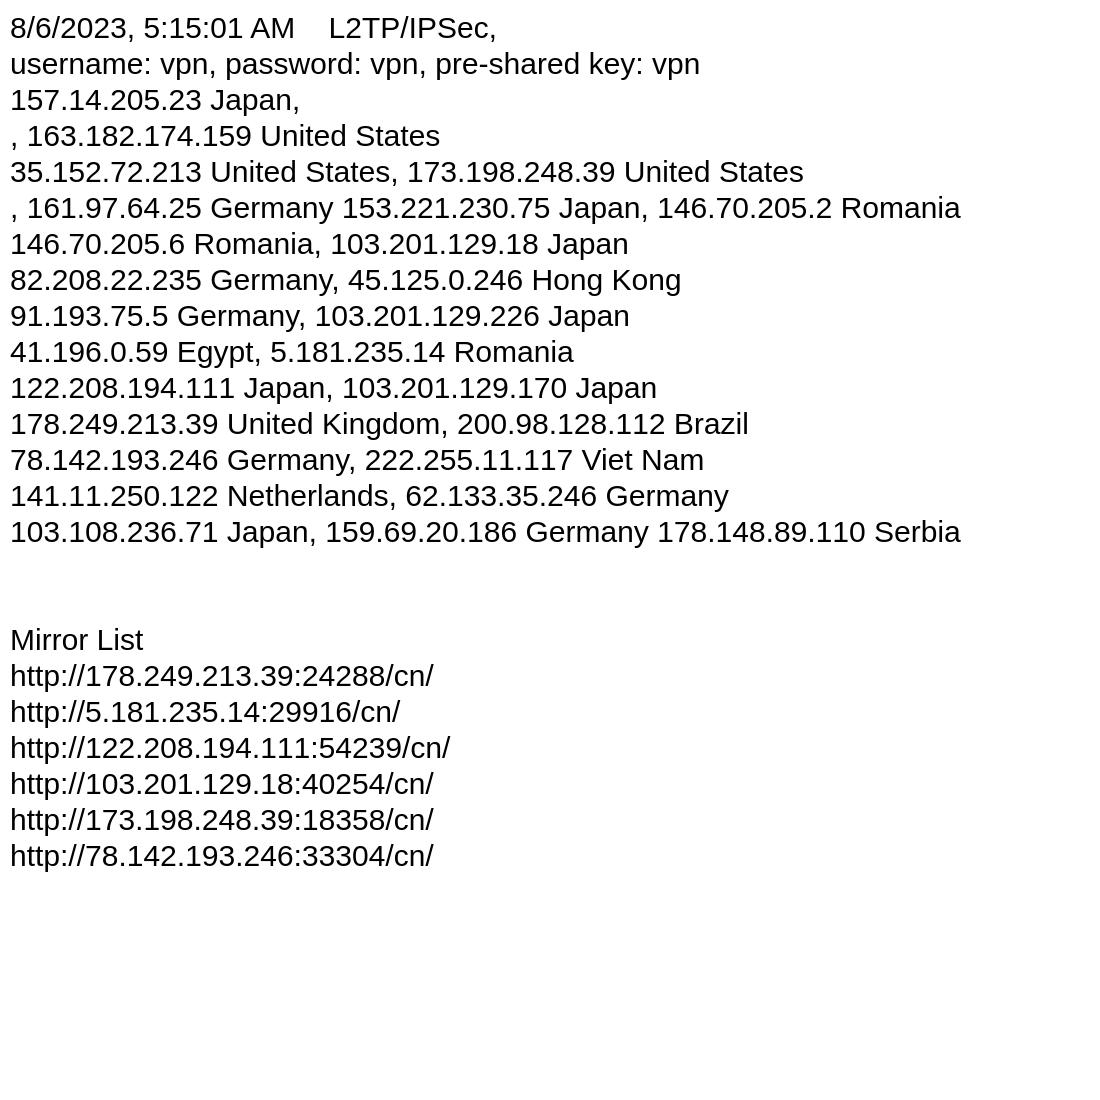 8/6/2023, 5:15:01 AM    L2TP/IPSec,
username: vpn, password: vpn, pre-shared key: vpn
157.14.205.23 Japan,
, 163.182.174.159 United States
35.152.72.213 United States, 173.198.248.39 United States
, 161.97.64.25 Germany 153.221.230.75 Japan, 146.70.205.2 Romania
146.70.205.6 Romania, 103.201.129.18 Japan
82.208.22.235 Germany, 45.125.0.246 Hong Kong
91.193.75.5 Germany, 103.201.129.226 Japan
41.196.0.59 Egypt, 5.181.235.14 Romania
122.208.194.111 Japan, 103.201.129.170 Japan
178.249.213.39 United Kingdom, 200.98.128.112 Brazil
78.142.193.246 Germany, 222.255.11.117 Viet Nam
141.11.250.122 Netherlands, 62.133.35.246 Germany
103.108.236.71 Japan, 159.69.20.186 Germany 178.148.89.110 Serbia
Mirror List
http://178.249.213.39:24288/cn/
http://5.181.235.14:29916/cn/
http://122.208.194.111:54239/cn/
http://103.201.129.18:40254/cn/
http://173.198.248.39:18358/cn/
http://78.142.193.246:33304/cn/